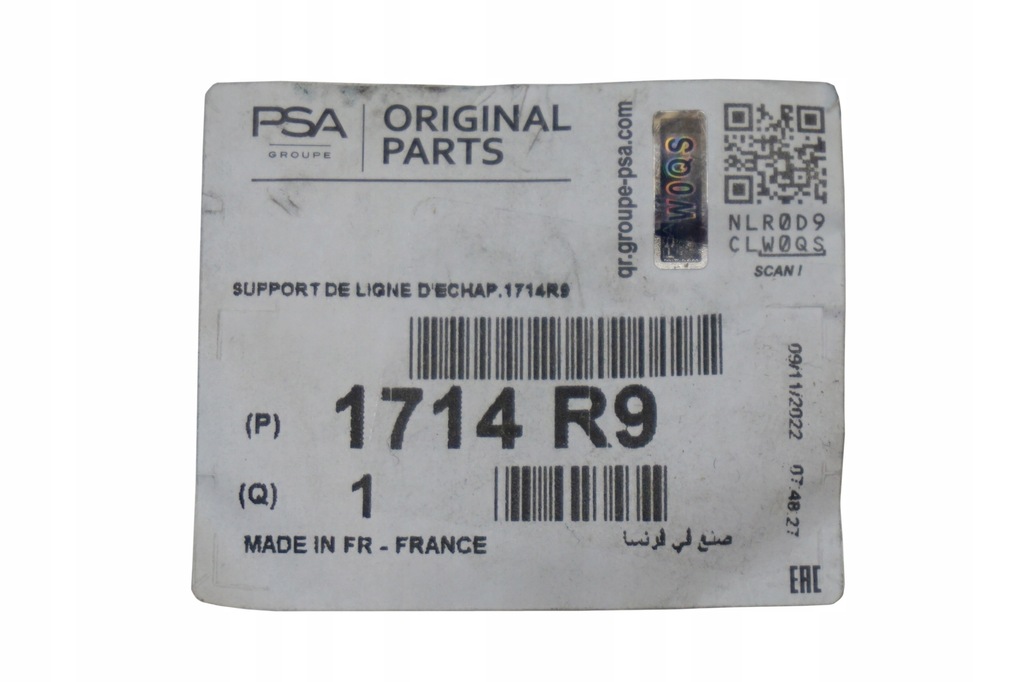 PSA
GROUPE
ORIGINAL
PARTS
qr.groupe-psa.com
W0QS
NLR0D9
CLW0QS
SCAN!
SUPPORT DE LIGNE D'ECHAP.1714R9
(P) 1714 R9
(Q) 1
MADE IN FR - FRANCE
صنع في فرنسا
09/11/2022 07:48:27
EAC